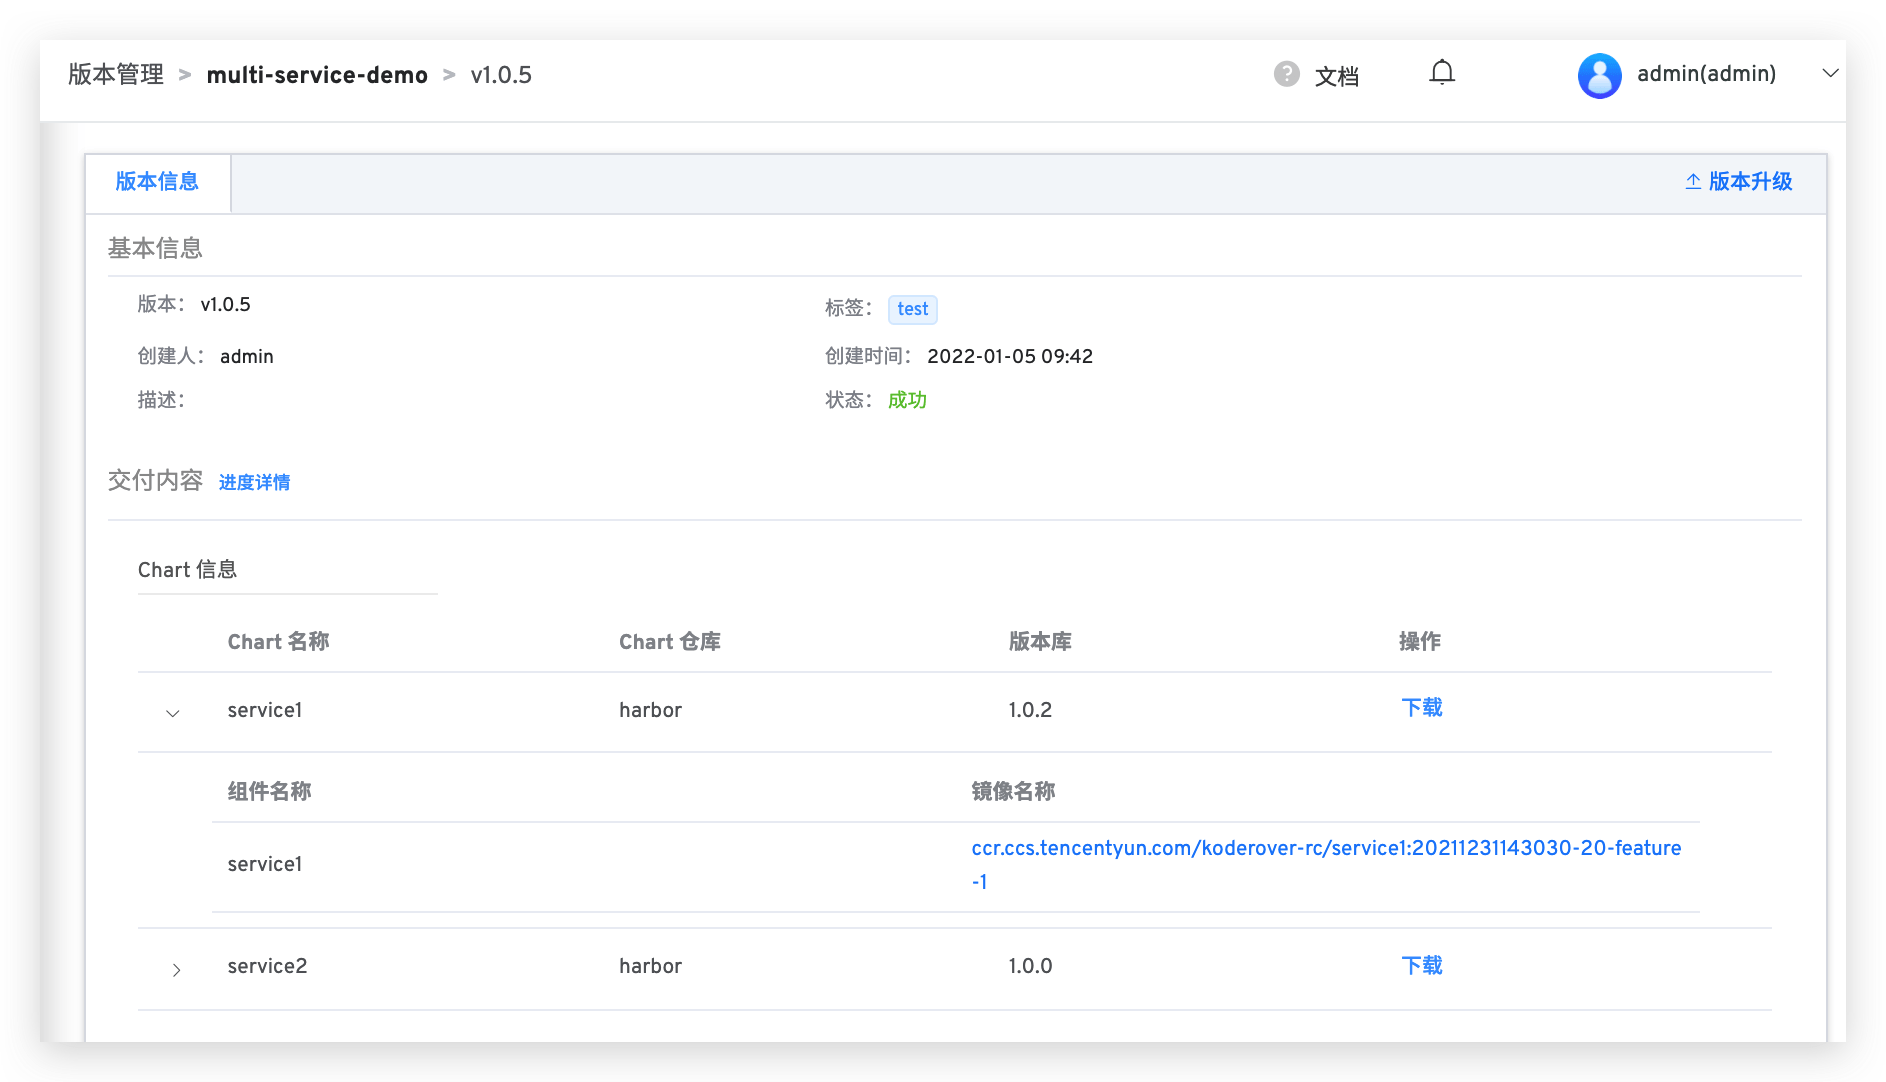 版本管理 > multi-service-demo > v1.0.5
? 文档
admin(admin)
版本信息
版本升级
基本信息
版本： v1.0.5
标签： test
创建人： admin
创建时间： 2022-01-05 09:42
描述：
状态： 成功
交付内容 进度详情
Chart 信息
Chart 名称 Chart 仓库 版本库 操作
service1 harbor 1.0.2 下载
组件名称 镜像名称
service1 ccr.ccs.tencentyun.com/koderover-rc/service1:20211231143030-20-feature
-1
service2 harbor 1.0.0 下载